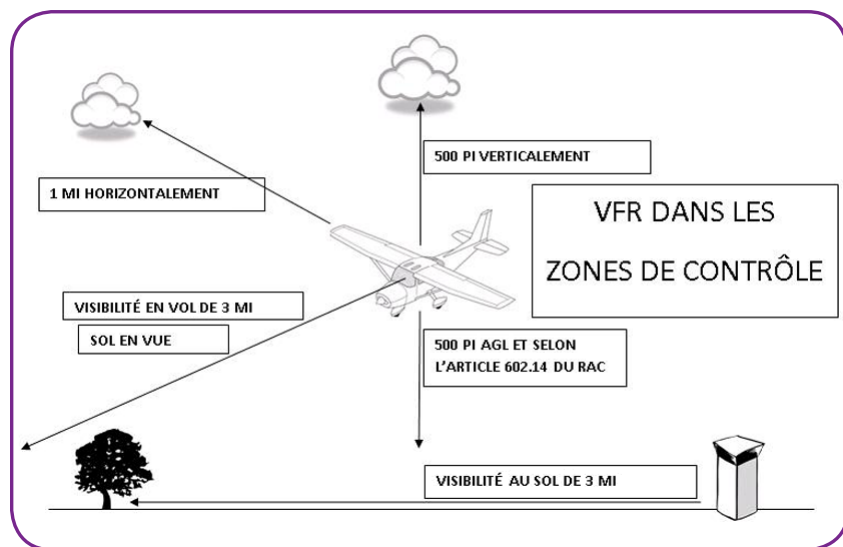 500 PI VERTICALEMENT
1 MI HORIZONTALEMENT
VFR DANS LES
ZONES DE CONTRÔLE
VISIBILITÉ EN VOL DE 3 MI
SOL EN VUE
500 PI AGL ET SELON
L'ARTICLE 602.14 DU RAC
VISIBILITÉ AU SOL DE 3 MI